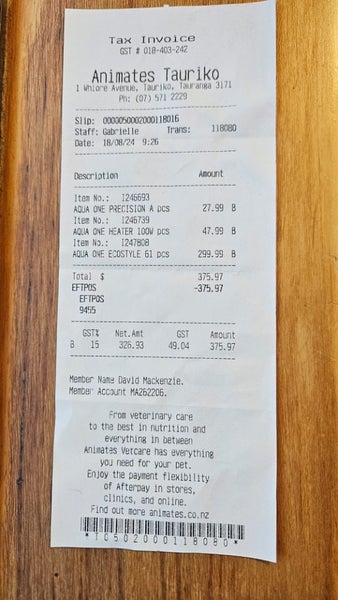 Tax Invoice
GST # 018-403-242
Animates Tauriko
1 Whiore Avenue, Tauriko, Tauranga 3171
Ph: (07) 571 2229
Slip: 0000050002000118016
Staff: Gabrielle Trans: 118080
Date: 18/08/24 9:26
Description Amount
Item No.: I246693
AQUA ONE PRECISION A pcs 27.99 B
Item No.: I246739
AQUA ONE HEATER 100W pcs 47.99 B
Item No.: I247808
AQUA ONE ECOSTYLE 61 pcs 299.99 B
Total $ 375.97
EFTPOS -375.97
EFTPOS
9455
GST% Net.Amt GST Amount
B 15 326.93 49.04 375.97
Member Name David Mackenzie.
Member Account MA262206.
From veterinary care
to the best in nutrition and
everything in between
Animates Vetcare has everything
you need for your pet.
Enjoy the payment flexibility
of Afterpay in stores,
clinics, and online.
Find out more animates.co.nz
*T0502000118080*